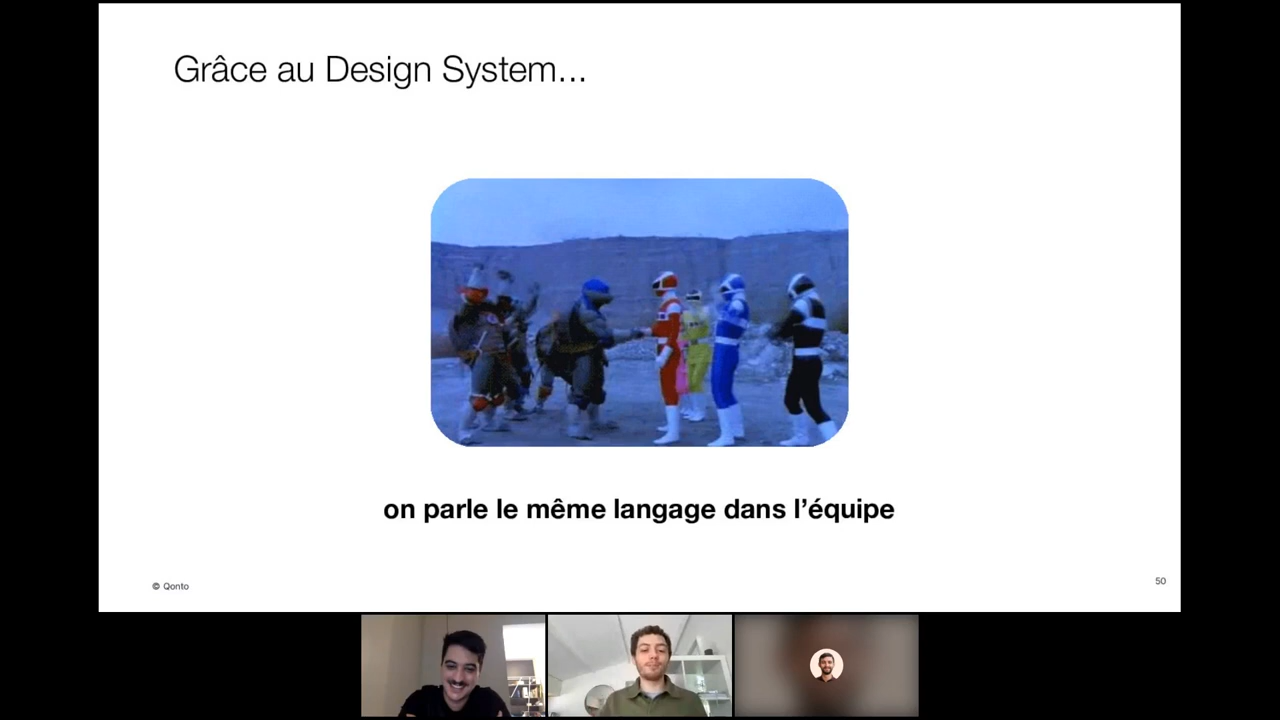 Grâce au Design System...
on parle le même langage dans l’équipe
© Qonto
50